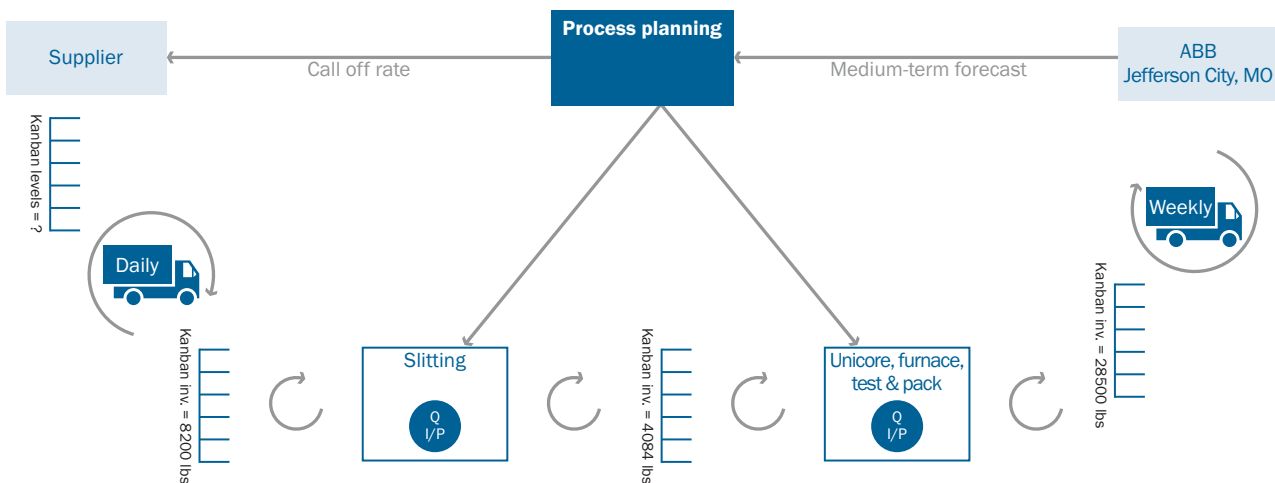 Process planning
Supplier
ABB
Jefferson City, MO
Call off rate
Medium-term forecast
Kanban levels = ?
Daily
Weekly
Kanban inv. = 8200 lbs
Slitting
Q
I/P
Kanban inv. = 4084 lbs
Unicore, furnace,
test & pack
Q
I/P
Kanban inv. = 28500 lbs